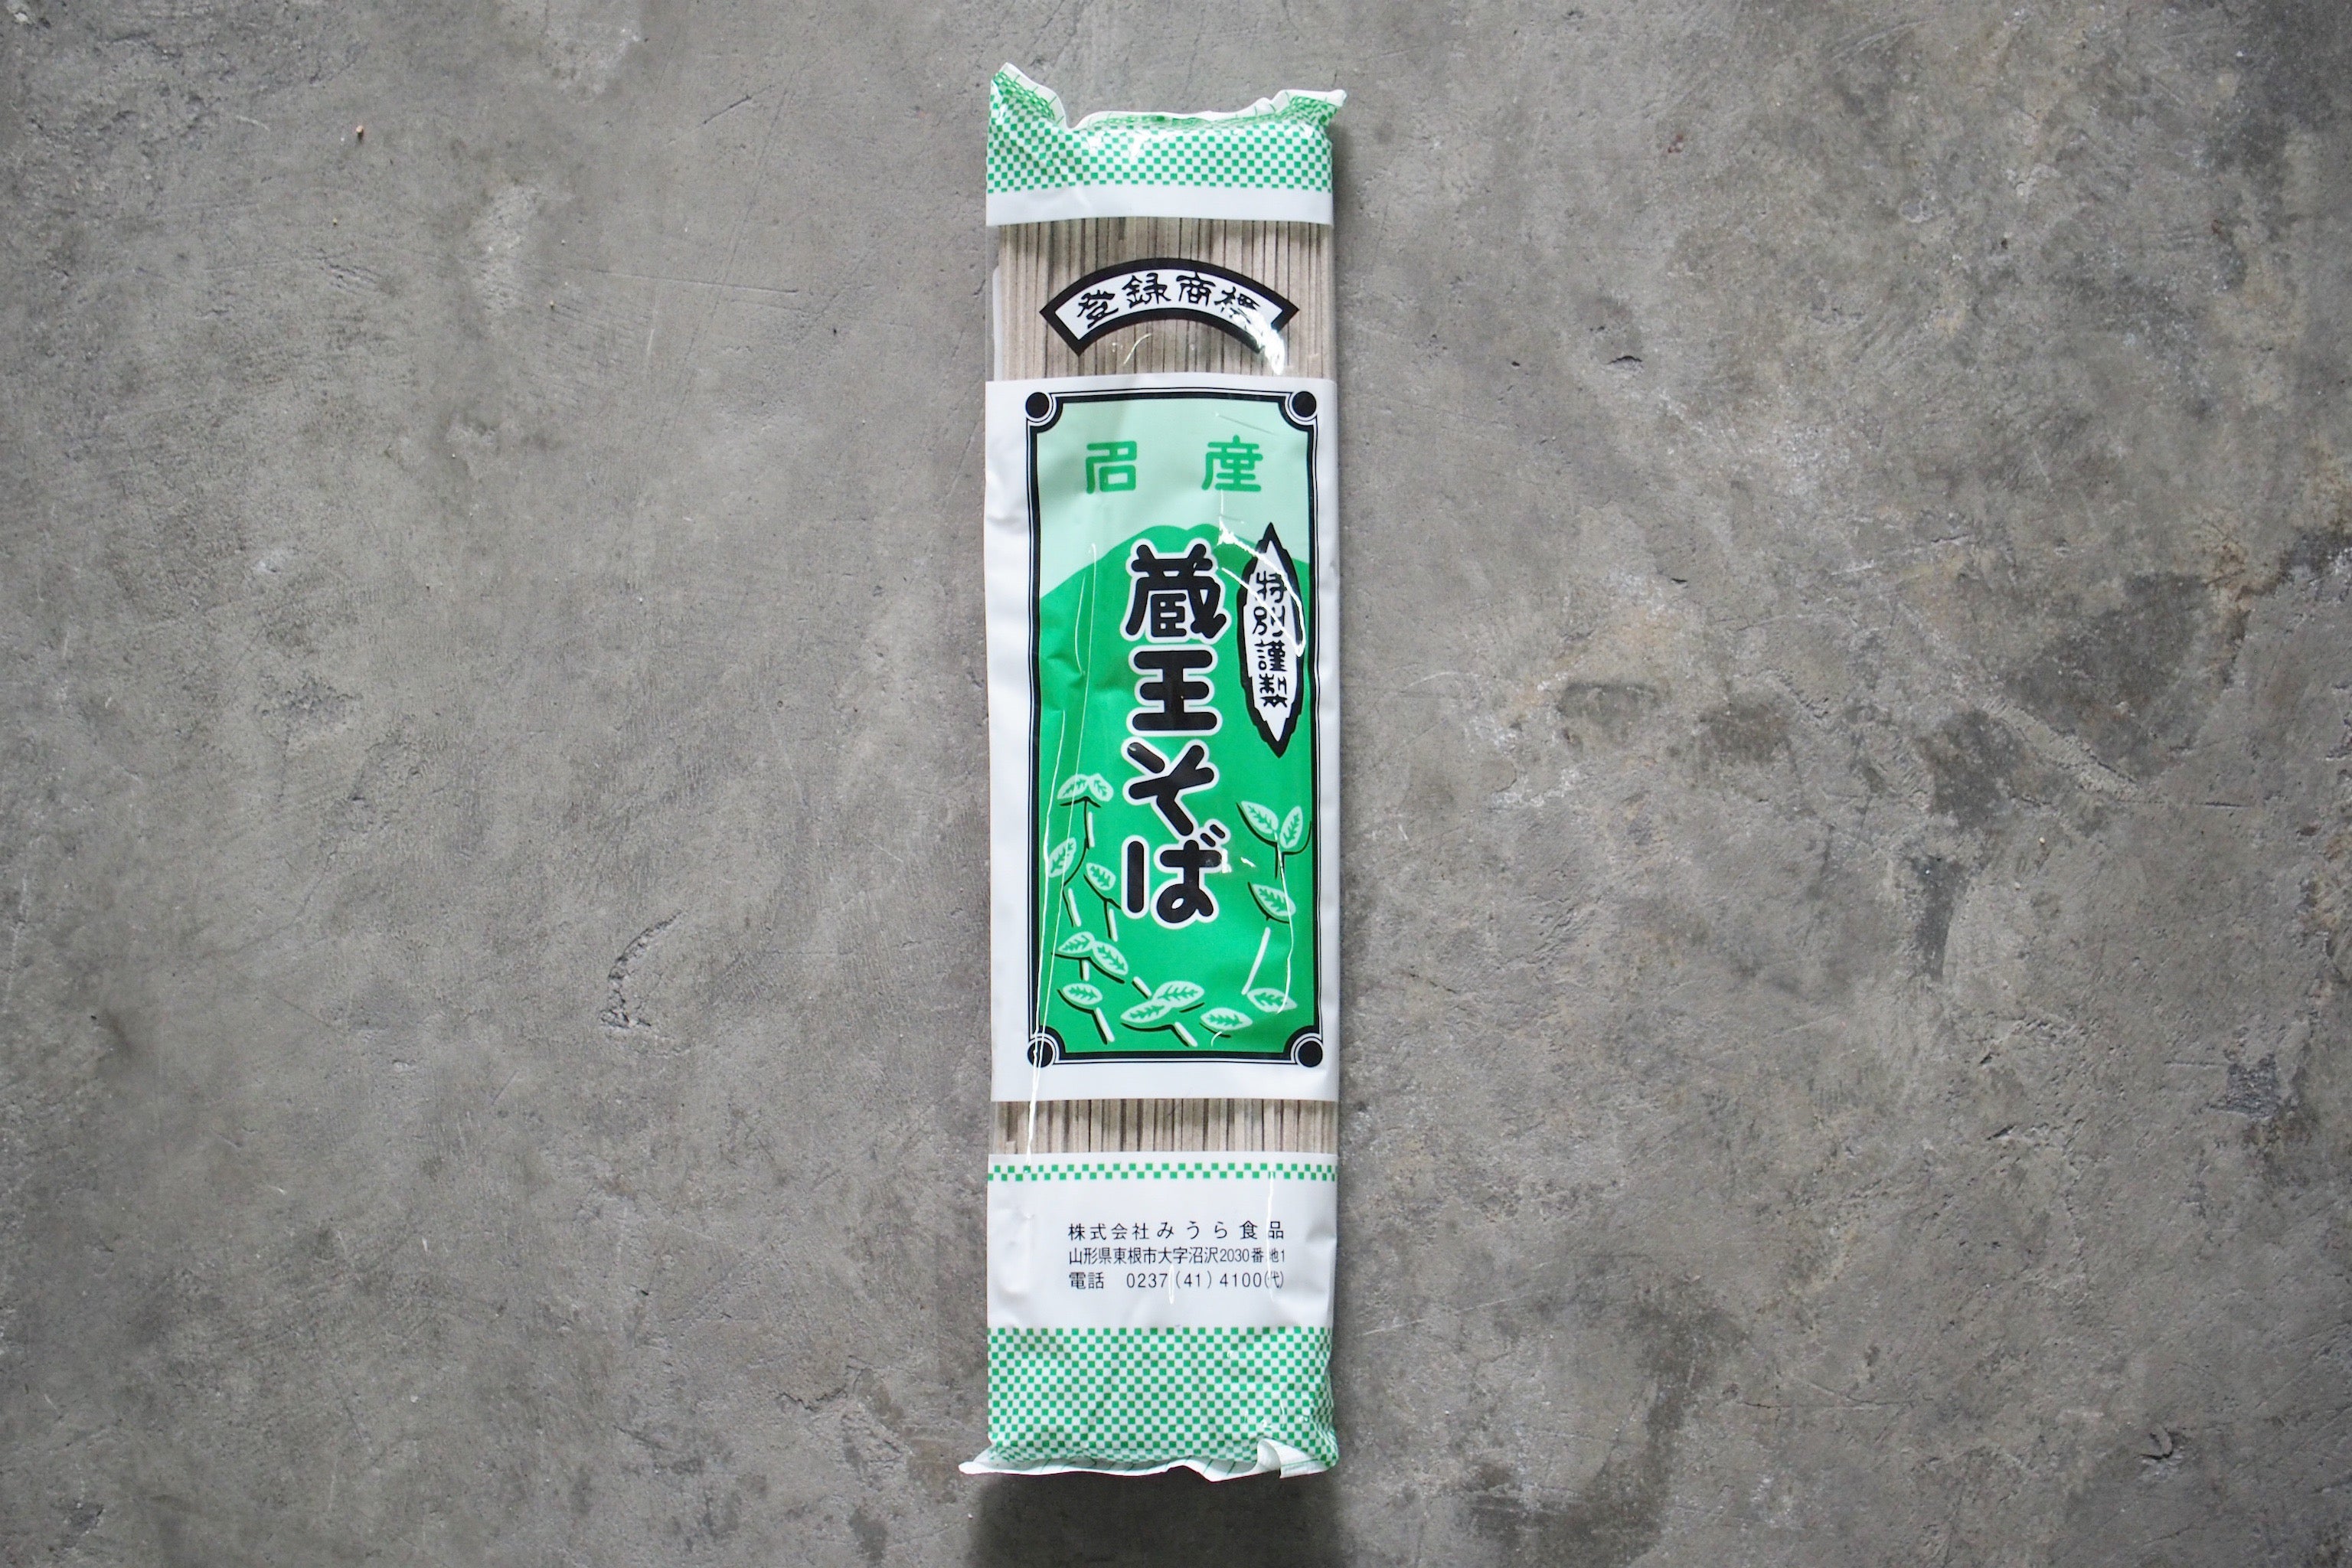 登録商標
名産
特別謹製
蔵王そば
株式会社みうら食品
山形県東根市大字沼沢2030番地1
電話 0237(41)4100(代)